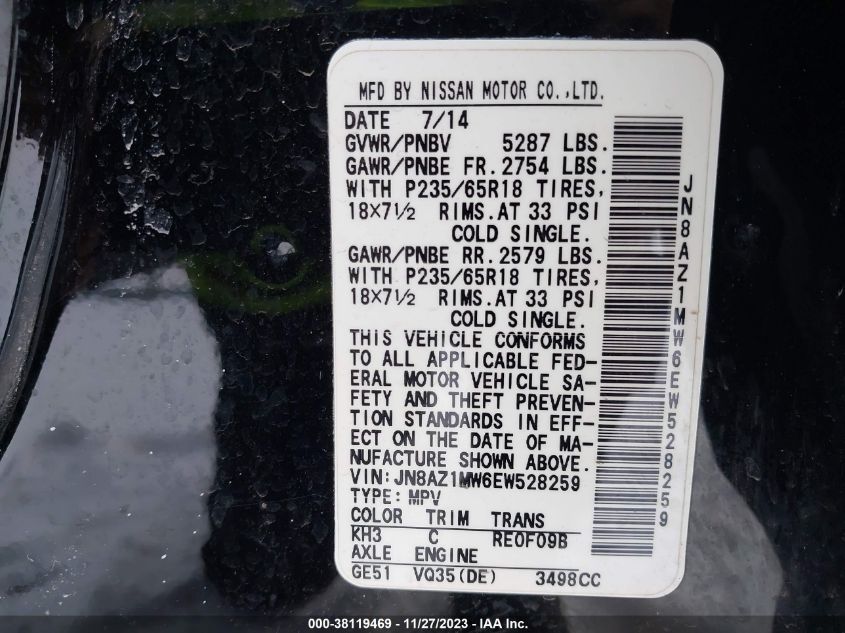 MFD BY NISSAN MOTOR CO.,LTD.
DATE 7/14
GVWR/PNBV 5287 LBS.
GAWR/PNBE FR. 2754 LBS.
WITH P235/65R18 TIRES,
18×7½ RIMS. AT 33 PSI
COLD SINGLE.
GAWR/PNBE RR. 2579 LBS.
WITH P235/65R18 TIRES,
18×7½ RIMS. AT 33 PSI
COLD SINGLE.
THIS VEHICLE CONFORMS
TO ALL APPLICABLE FED-
ERAL MOTOR VEHICLE SA-
FETY AND THEFT PREVEN-
TION STANDARDS IN EFF-
ECT ON THE DATE OF MA-
NUFACTURE SHOWN ABOVE.
VIN: JN8AZ1MW6EW528259
TYPE: MPV
COLOR TRIM TRANS
KH3 C RE0F09B
AXLE ENGINE
GE51 VQ35(DE) 3498CC
JN8AZ1MW6EW528259
000-38119469 - 11/27/2023 - IAA Inc.